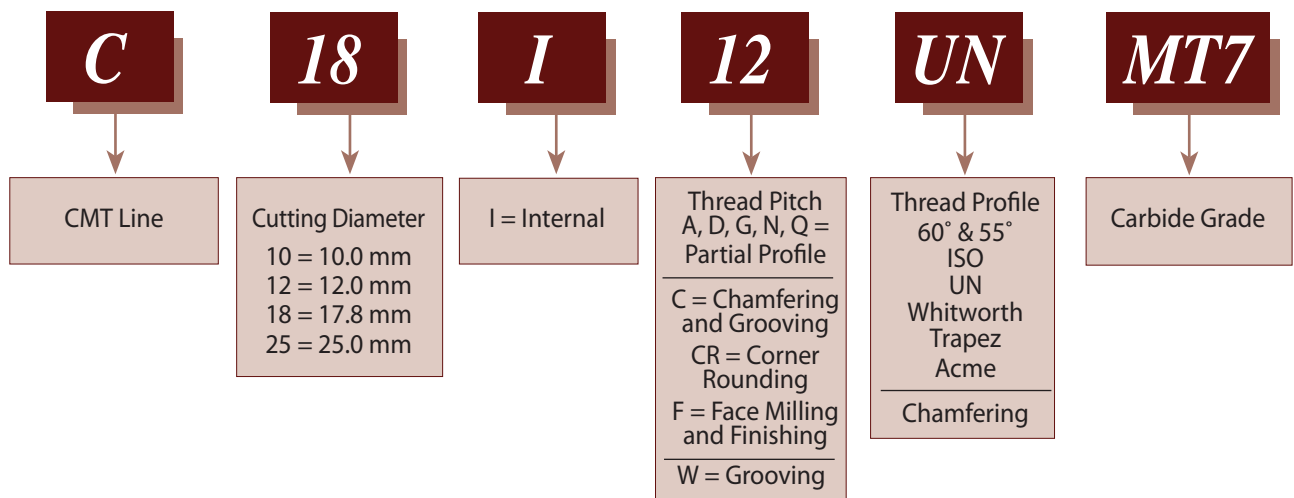 C 18 I 12 UN MT7
CMT Line
Cutting Diameter
10 = 10.0 mm
12 = 12.0 mm
18 = 17.8 mm
25 = 25.0 mm
I = Internal
Thread Pitch
A, D, G, N, Q =
Partial Profile
C = Chamfering
and Grooving
CR = Corner
Rounding
F = Face Milling
and Finishing
W = Grooving
Thread Profile
60° & 55°
ISO
UN
Whitworth
Trapez
Acme
Chamfering
Carbide Grade